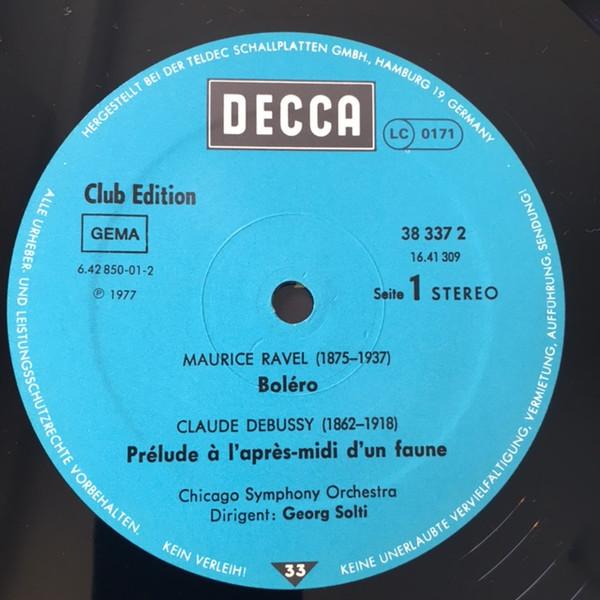 HERGESTELLT BEI DER TELDEC SCHALLPLATTEN GMBH., HAMBURG 19, GERMANY
DECCA
LC 0171
Club Edition
GEMA
38 337 2
6.42 850-01-2
16.41 309
℗ 1977
Seite 1 STEREO
MAURICE RAVEL (1875–1937)
Boléro
CLAUDE DEBUSSY (1862–1918)
Prélude à l'après-midi d'un faune
Chicago Symphony Orchestra
Dirigent: Georg Solti
33
ALLE URHEBER- UND LEISTUNGSSCHUTZRECHTE VORBEHALTEN.
KEIN VERLEIH!
KEINE UNERLAUBTE VERVIELFÄLTIGUNG, VERMIETUNG, AUFFÜHRUNG, SENDUNG!